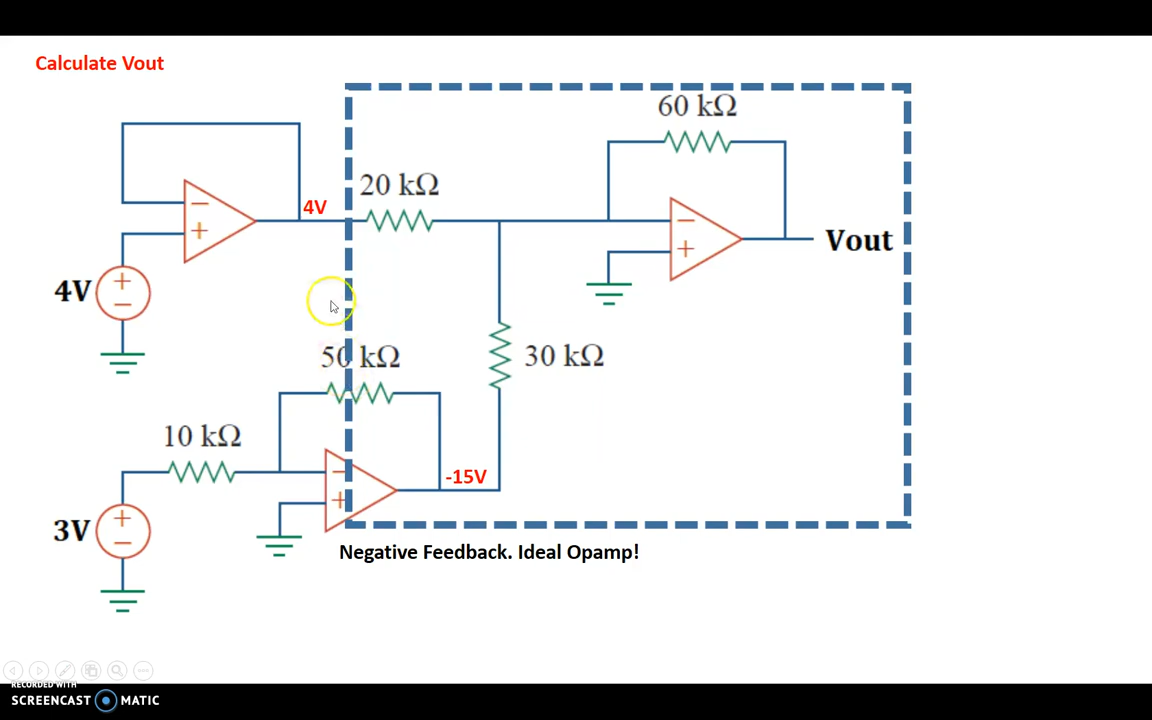 Calculate Vout
60 kΩ
20 kΩ
4V
Vout
4V
50 kΩ
30 kΩ
10 kΩ
-15V
3V
Negative Feedback. Ideal Opamp!
RECORDED WITH
SCREENCAST MATIC